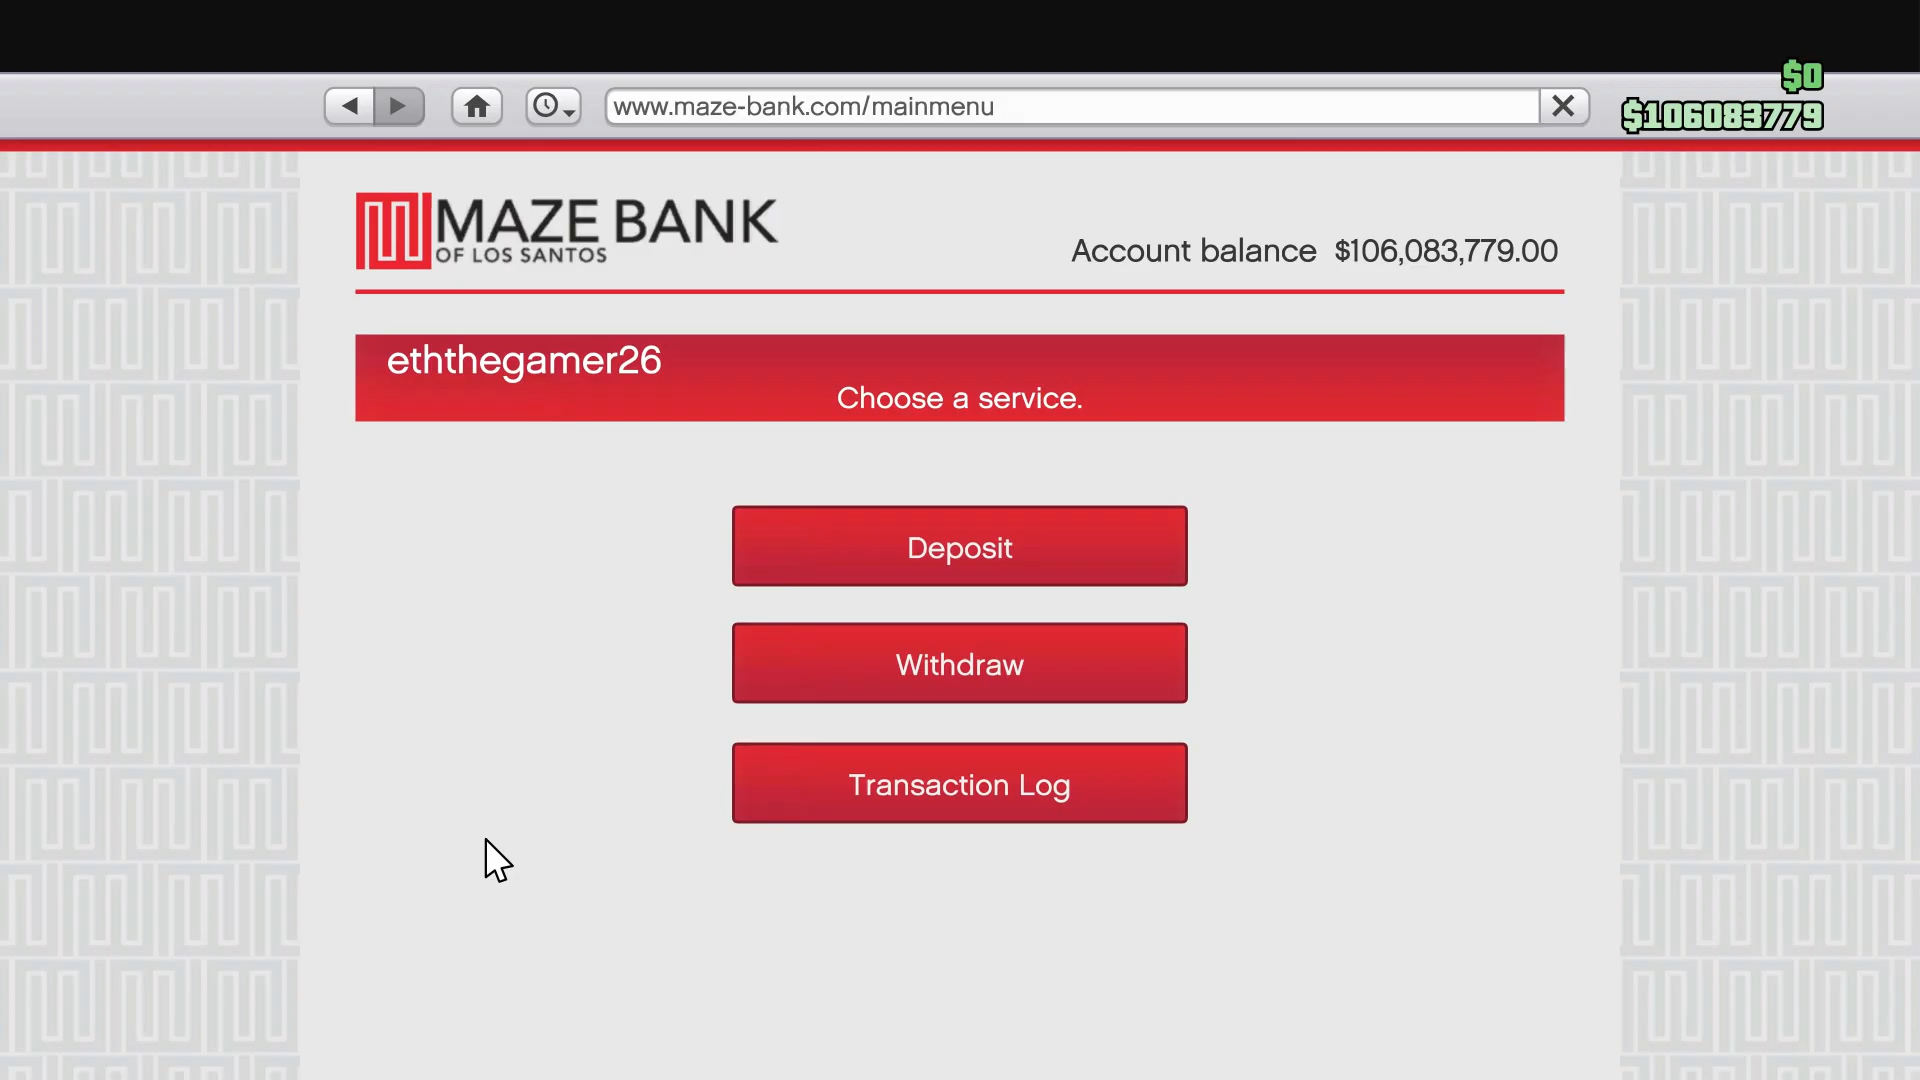 $0
www.maze-bank.com/mainmenu
$106083779
MAZE BANK
OF LOS SANTOS
Account balance $106,083,779.00
eththegamer26
Choose a service.
Deposit
Withdraw
Transaction Log